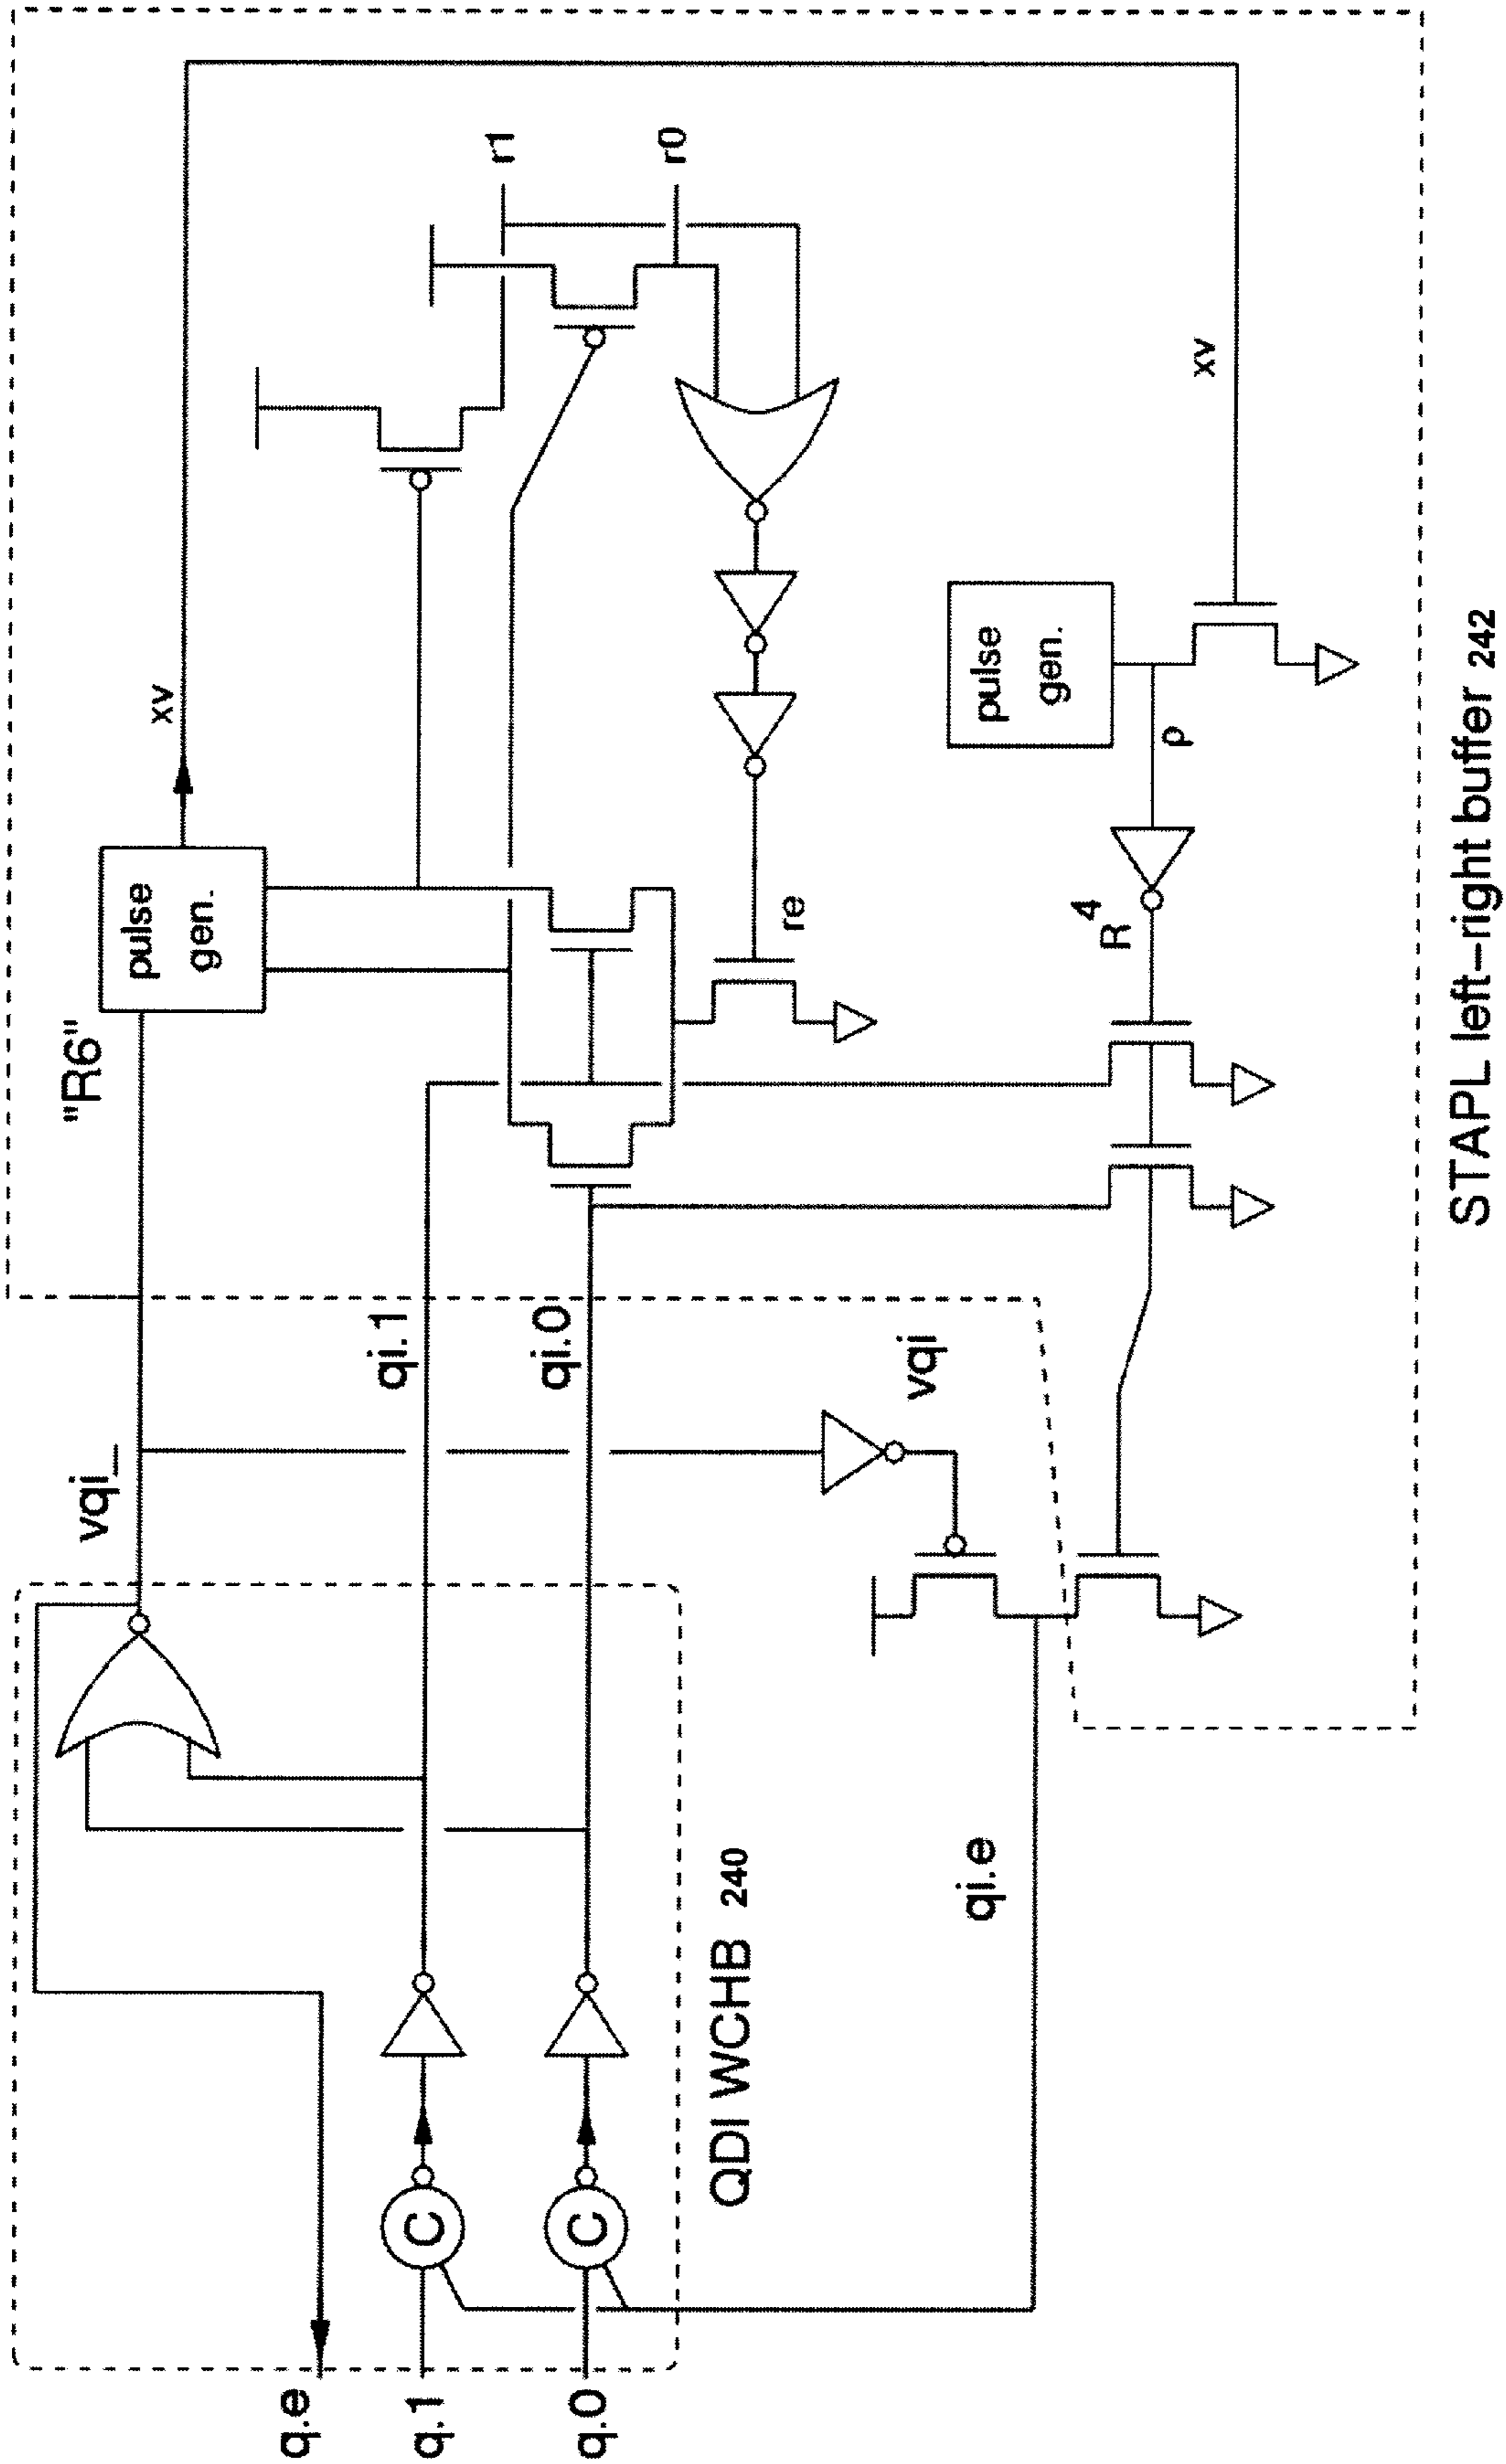 "R6"
pulse
gen.
xv
r1
r0
vqi_
qi.1
qi.0
vqi
re
pulse
gen.
ρ
4
R
xv
q.e
q.1
q.0
C
C
qi.e
QDI WCHB 240
STAPL left-right buffer 242